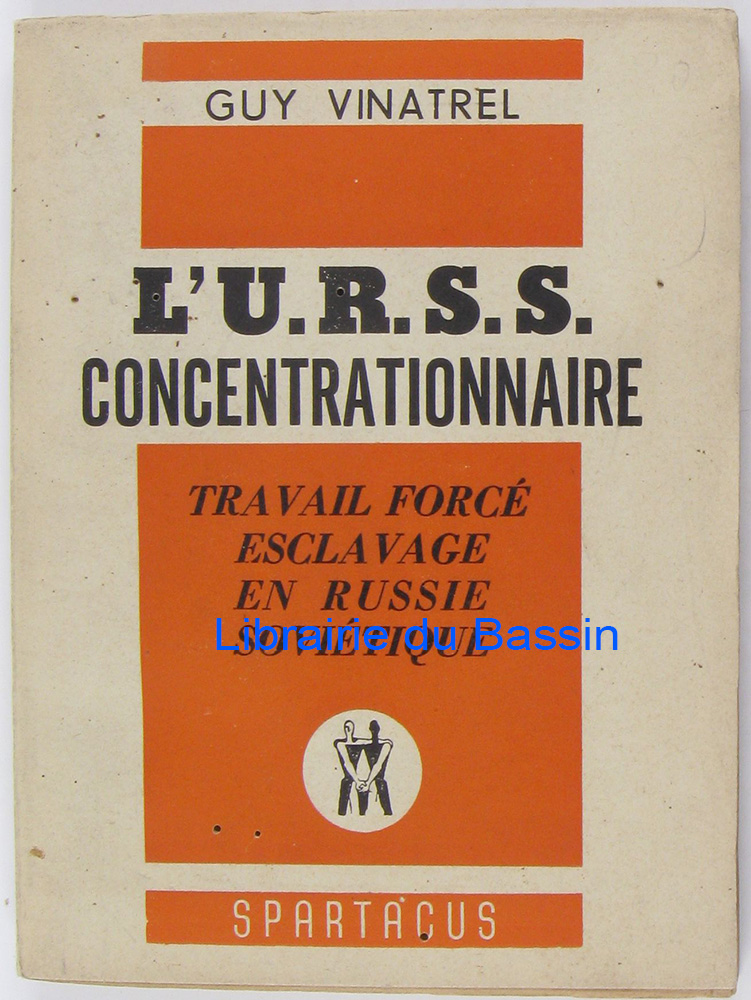 GUY VINATREL
L'U.R.S.S.
CONCENTRATIONNAIRE
TRAVAIL FORCÉ
ESCLAVAGE
EN RUSSIE
SOVIÉTIQUE
Librairie du Bassin
SPARTACUS